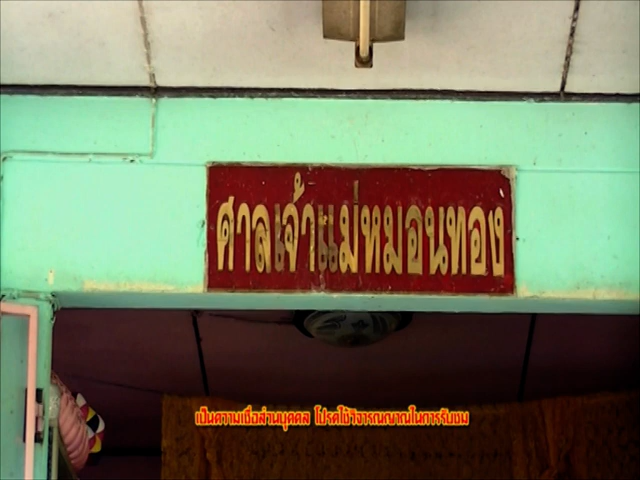 ศาลเจ้าแม่หมอนทอง
เป็นความเชื่อส่วนบุคคล โปรดใช้วิจารณญาณในการรับชม